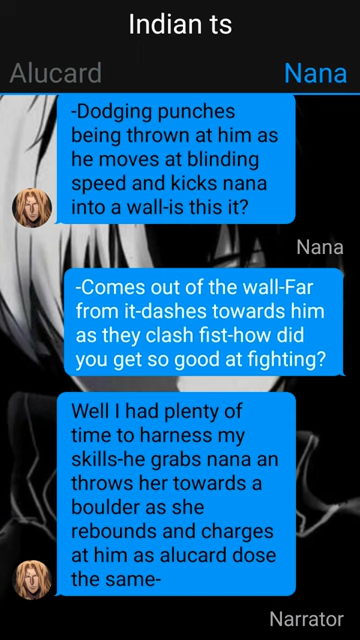 Indian ts
Alucard Nana
-Dodging punches
being thrown at him as
he moves at blinding
speed and kicks nana
into a wall-is this it?
Nana
-Comes out of the wall-Far
from it-dashes towards him
as they clash fist-how did
you get so good at fighting?
Well I had plenty of
time to harness my
skills-he grabs nana an
throws her towards a
boulder as she
rebounds and charges
at him as alucard dose
the same-
Narrator